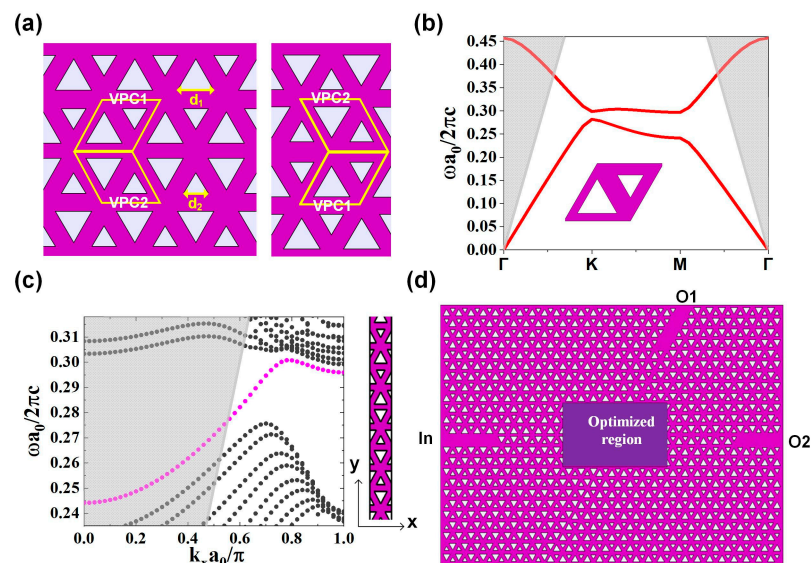 (a)
VPC1
d₁
VPC2
d₂
VPC2
VPC1
(b)
ωa₀/2πc
0.45
0.40
0.35
0.30
0.25
0.20
0.15
0.10
0.05
0.00
Γ K M Γ
(c)
ωa₀/2πc
0.31
0.30
0.29
0.28
0.27
0.26
0.25
0.24
0.0 0.2 0.4 0.6 0.8 1.0
kₓa₀/π
y
x
(d)
O1
In
Optimized
region
O2